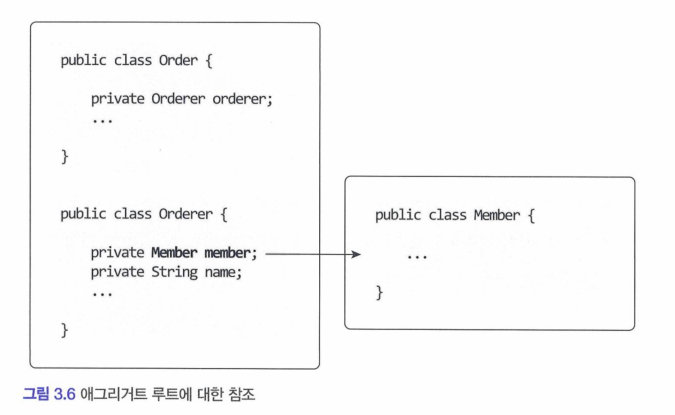 public class Order {
private Orderer orderer;
...
}
public class Orderer {
private Member member;
private String name;
...
}
public class Member {
...
}
그림 3.6 애그리거트 루트에 대한 참조